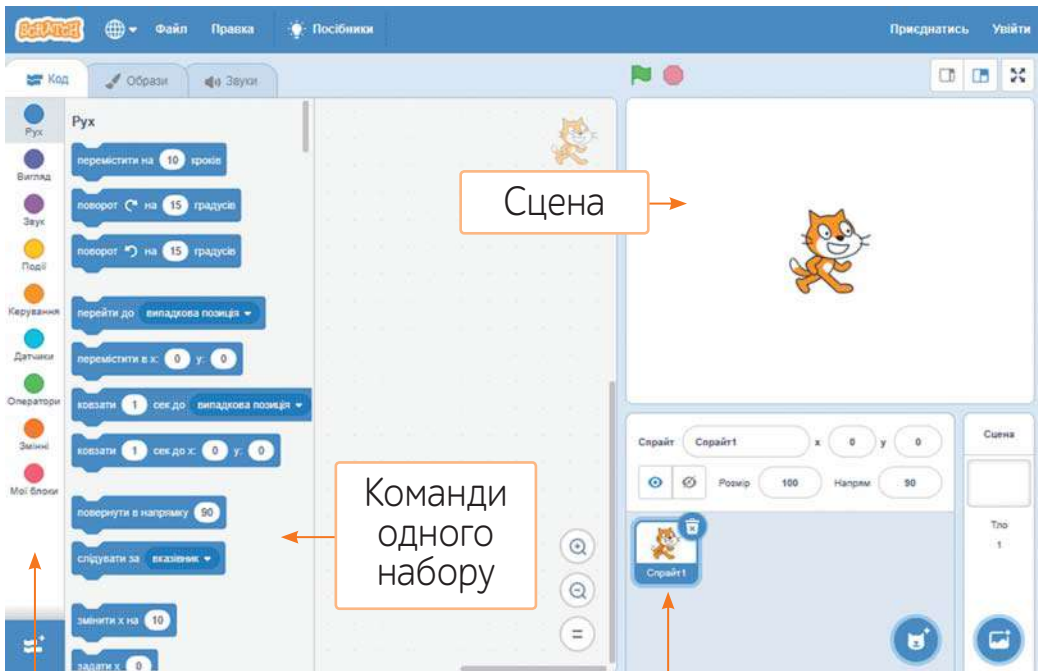 SCRATCH Файл Правка Посібники Приєднатись Увійти
Код Образи Звуки
Рух
Вигляд
Звук
Події
Керування
Датчики
Оператори
Змінні
Мої блоки
Рух
перемістити на 10 кроків
поворот на 15 градусів
поворот на 15 градусів
перейти до випадкова позиція
перемістити в x: 0 y: 0
ковзати 1 сек до випадкова позиція
ковзати 1 сек до x: 0 y: 0
повернути в напрямку 90
слідувати за вказівник
змінити x на 10
задати x 0
Сцена
Команди
одного
набору
Спрайт Спрайт1 x 0 y 0
Розмір 100 Напрям 90
Спрайт1
Сцена
Тло
1